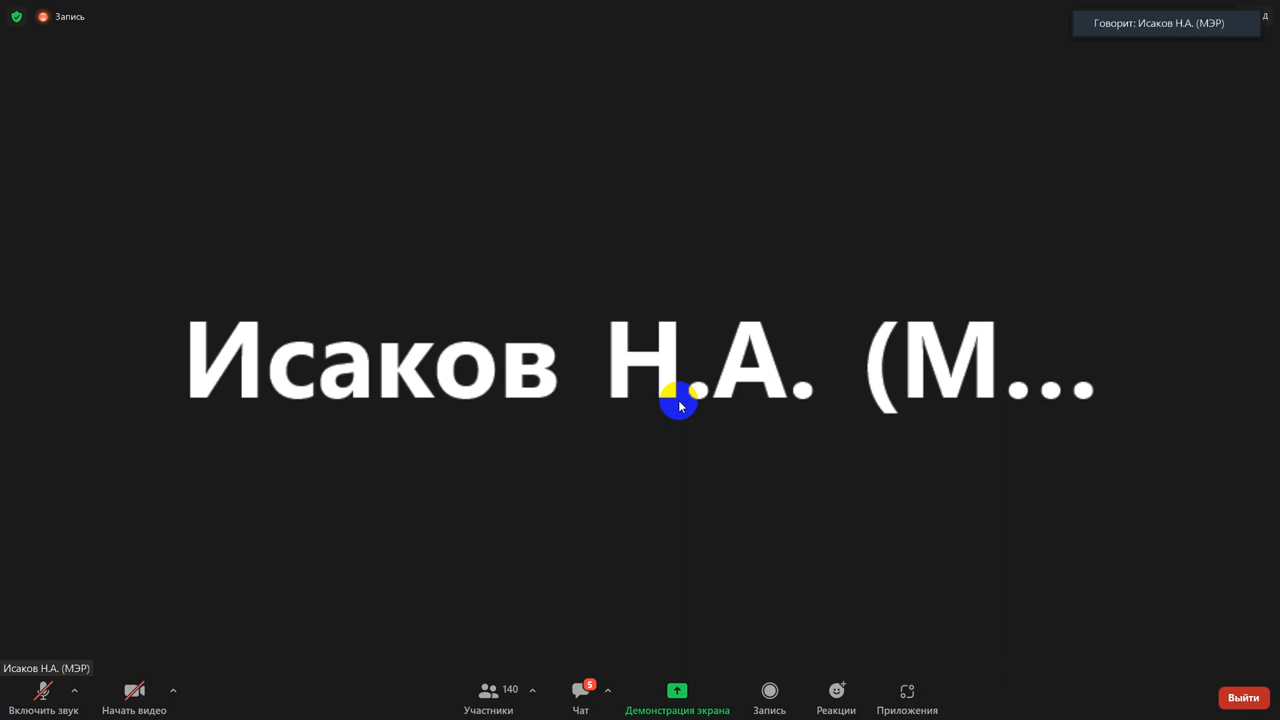 Запись
Говорит: Исаков Н.А. (МЭР)
Д
Исаков Н.А. (М...
Исаков Н.А. (МЭР)
Включить звук
Начать видео
140
Участники
5
Чат
Демонстрация экрана
Запись
Реакции
Приложения
Выйти